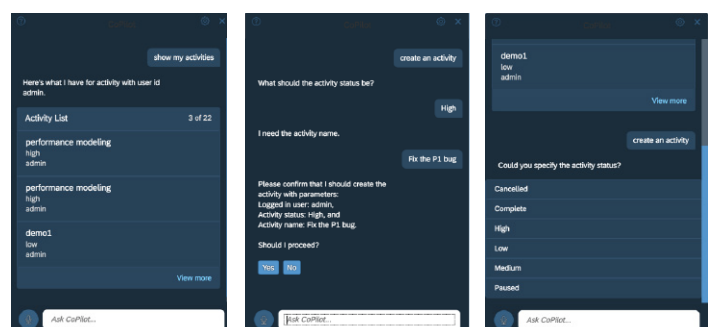 CoPilot
show my activities
Here's what I have for activity with user id
admin.
Activity List 3 of 22
performance modeling
high
admin
performance modeling
high
admin
demo1
low
admin
View more
Ask CoPilot...
CoPilot
create an activity
What should the activity status be?
High
I need the activity name.
Fix the P1 bug
Please confirm that I should create the
activity with parameters:
Logged in user: admin,
Activity status: High, and
Activity name: Fix the P1 bug.
Should I proceed?
Yes No
Ask CoPilot...
CoPilot
demo1
low
admin
View more
create an activity
Could you specify the activity status?
Cancelled
Complete
High
Low
Medium
Paused
Ask CoPilot...